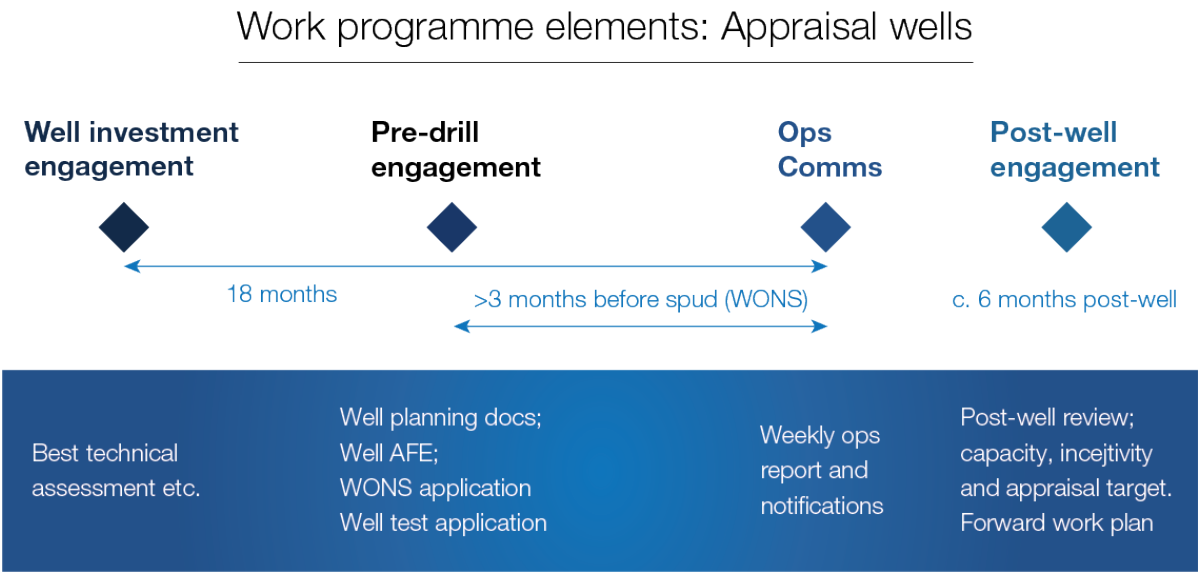 Work programme elements: Appraisal wells
Well investment
engagement
Pre-drill
engagement
Ops
Comms
Post-well
engagement
18 months
>3 months before spud (WONS)
c. 6 months post-well
Best technical
assessment etc.
Well planning docs;
Well AFE;
WONS application
Well test application
Weekly ops
report and
notifications
Post-well review;
capacity, incejtivity
and appraisal target.
Forward work plan